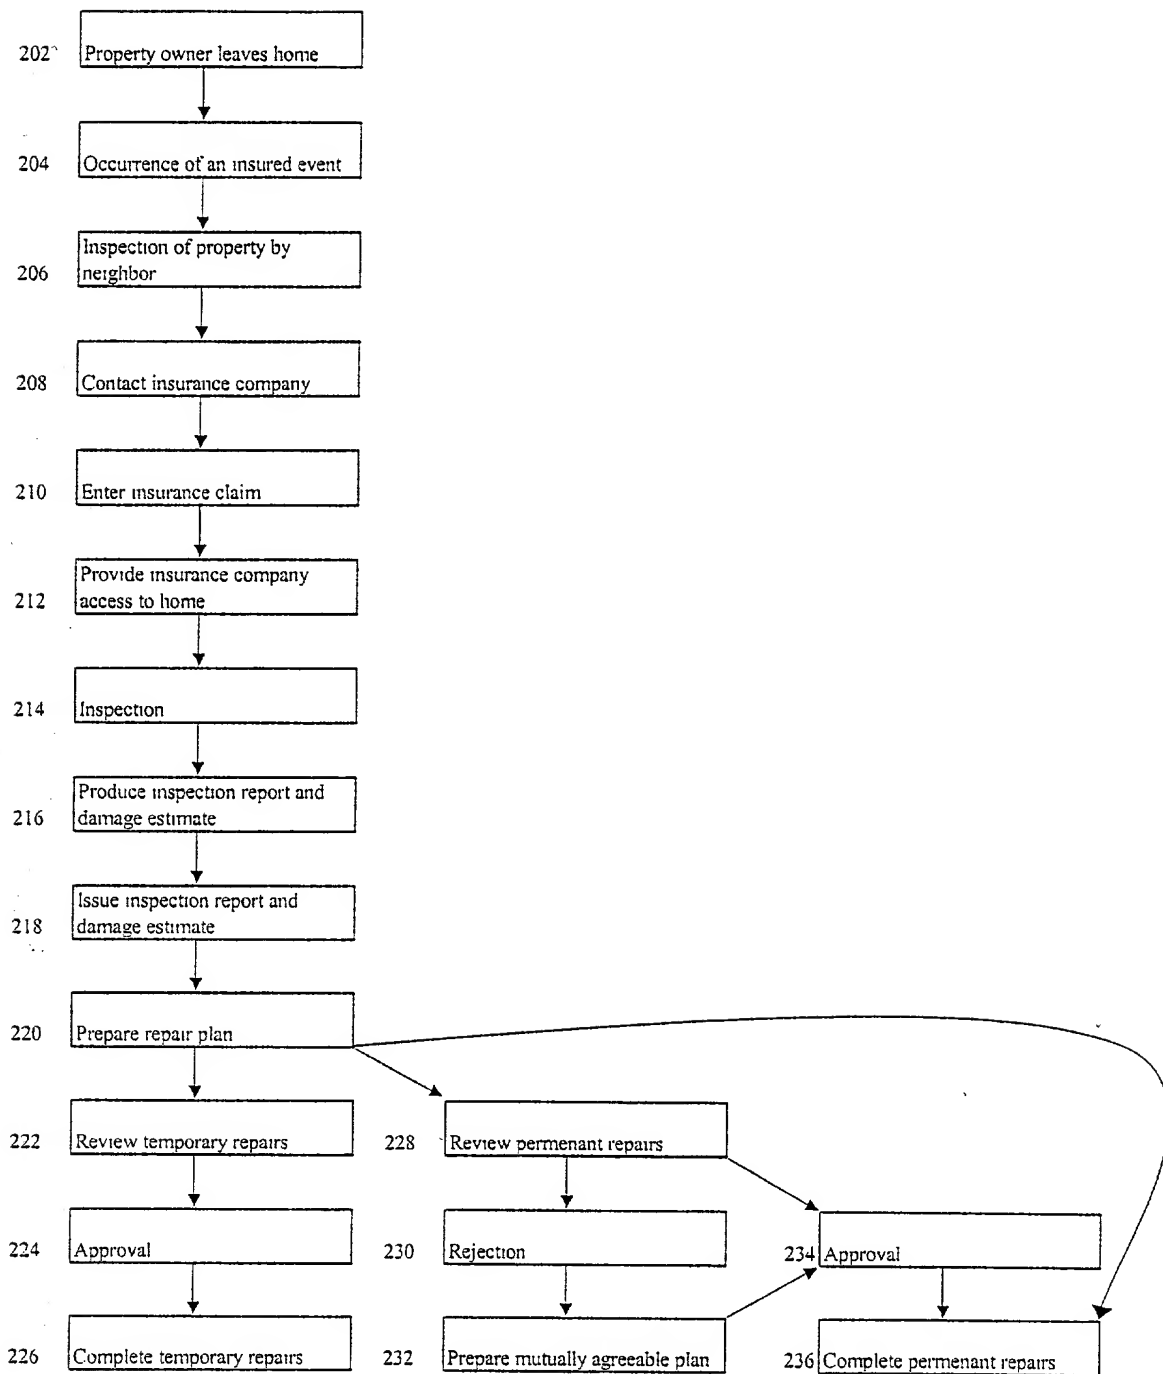 202 Property owner leaves home
204 Occurrence of an insured event
Inspection of property by
206 neighbor
208 Contact insurance company
210 Enter insurance claim
Provide insurance company
212 access to home
214 Inspection
Produce inspection report and
216 damage estimate
Issue inspection report and
218 damage estimate
220 Prepare repair plan
222 Review temporary repairs
228 Review permenant repairs
224 Approval
230 Rejection
234 Approval
226 Complete temporary repairs
232 Prepare mutually agreeable plan
236 Complete permenant repairs